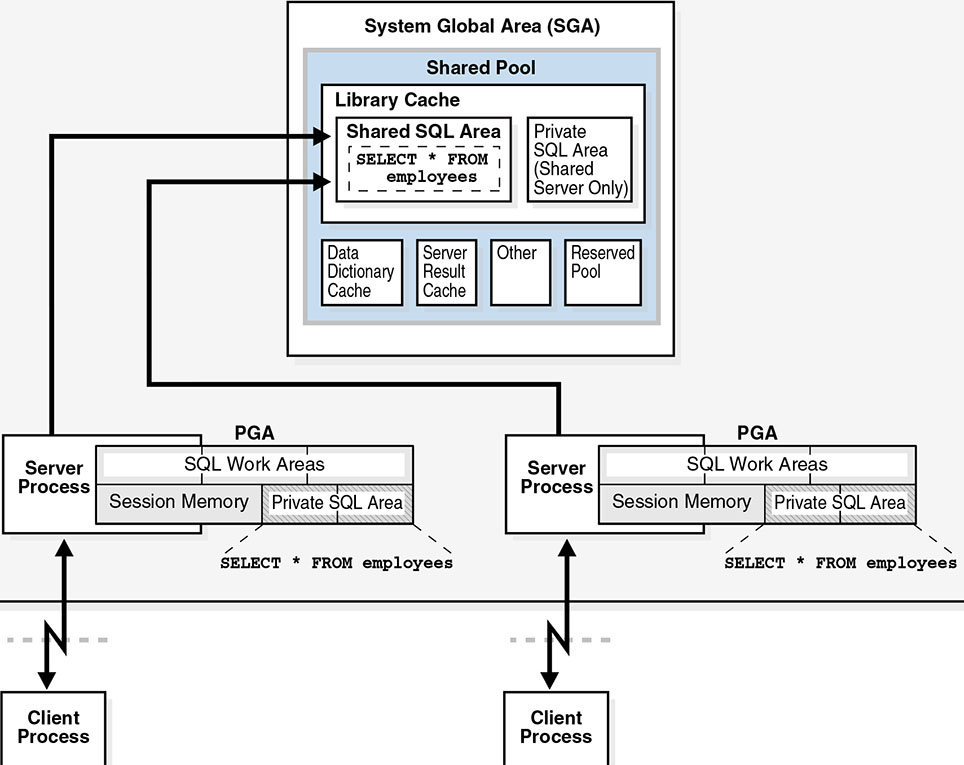 System Global Area (SGA)
Shared Pool
Library Cache
Shared SQL Area
SELECT * FROM
employees
Private
SQL Area
(Shared
Server Only)
Data
Dictionary
Cache
Server
Result
Cache
Other
Reserved
Pool
PGA
Server
Process
SQL Work Areas
Session Memory
Private SQL Area
SELECT * FROM employees
PGA
Server
Process
SQL Work Areas
Session Memory
Private SQL Area
SELECT * FROM employees
Client
Process
Client
Process